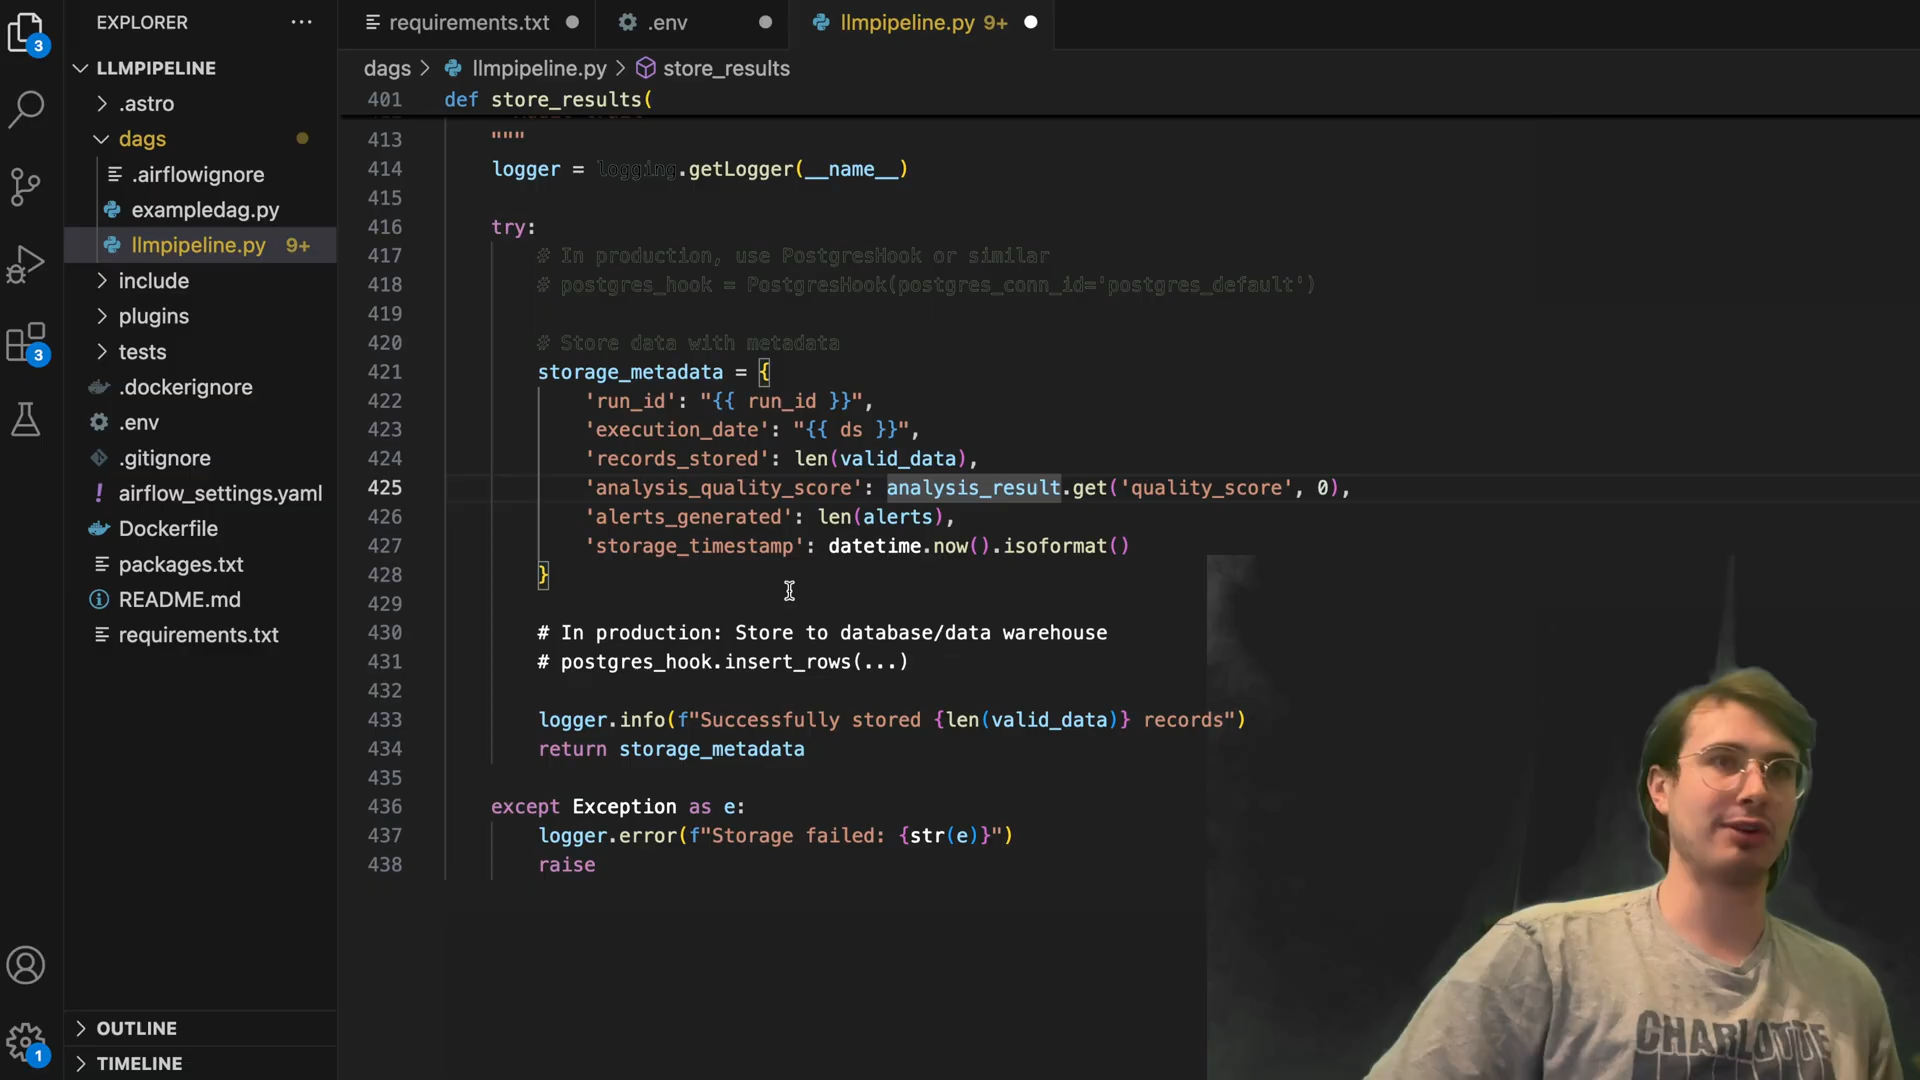 EXPLORER
requirements.txt
.env
llmpipeline.py 9+
3
LLMPIPELINE
dags > llmpipeline.py > store_results
.astro
401 def store_results(
dags
413 """
.airflowignore
414 logger = logging.getLogger(__name__)
exampledag.py
415
llmpipeline.py 9+
416 try:
417 # In production, use PostgresHook or similar
include
418 # postgres_hook = PostgresHook(postgres_conn_id='postgres_default')
plugins
419
tests
3
420 # Store data with metadata
.dockerignore
421 storage_metadata = {
.env
422 'run_id': "{{ run_id }}",
423 'execution_date': "{{ ds }}",
.gitignore
424 'records_stored': len(valid_data),
airflow_settings.yaml
425 'analysis_quality_score': analysis_result.get('quality_score', 0),
Dockerfile
426 'alerts_generated': len(alerts),
427 'storage_timestamp': datetime.now().isoformat()
packages.txt
428 }
README.md
429
requirements.txt
430 # In production: Store to database/data warehouse
431 # postgres_hook.insert_rows(...)
432
433 logger.info(f"Successfully stored {len(valid_data)} records")
434 return storage_metadata
435
436 except Exception as e:
437 logger.error(f"Storage failed: {str(e)}")
438 raise
OUTLINE
1
TIMELINE
CHARLOTTE